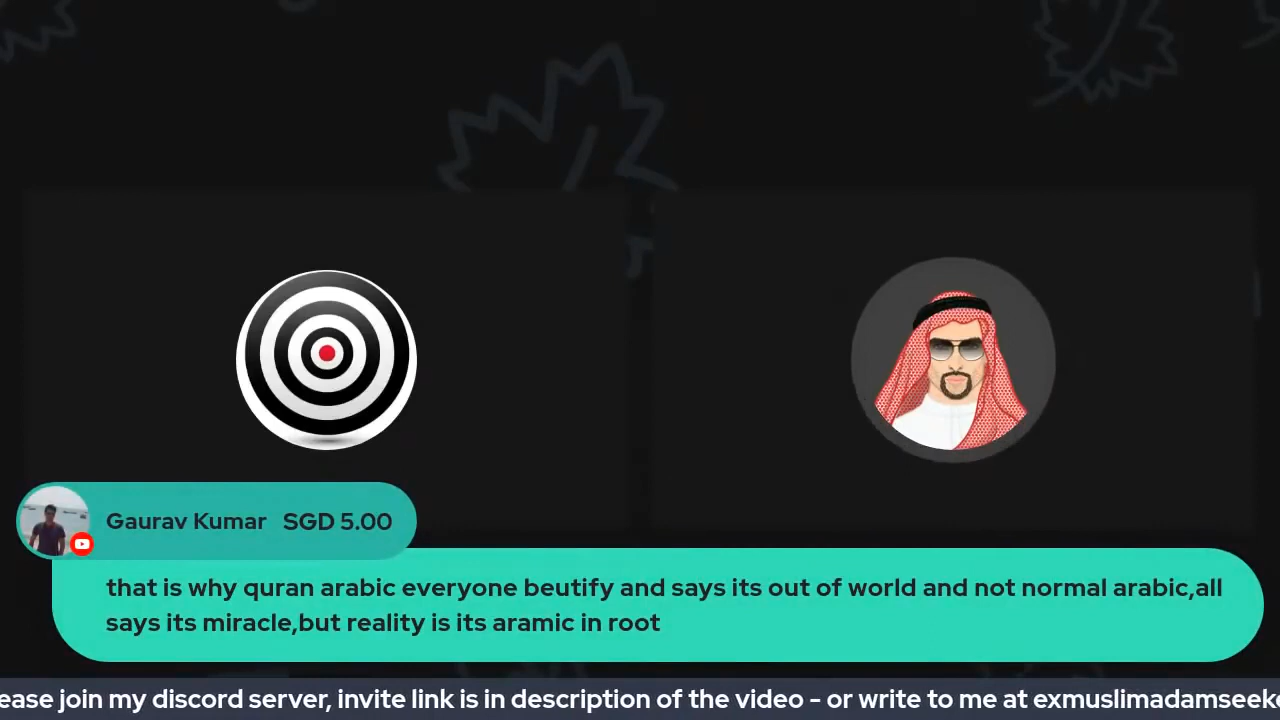 Gaurav Kumar SGD 5.00
that is why quran arabic everyone beutify and says its out of world and not normal arabic,all
says its miracle,but reality is its aramic in root
ease join my discord server, invite link is in description of the video - or write to me at exmuslimadamseek